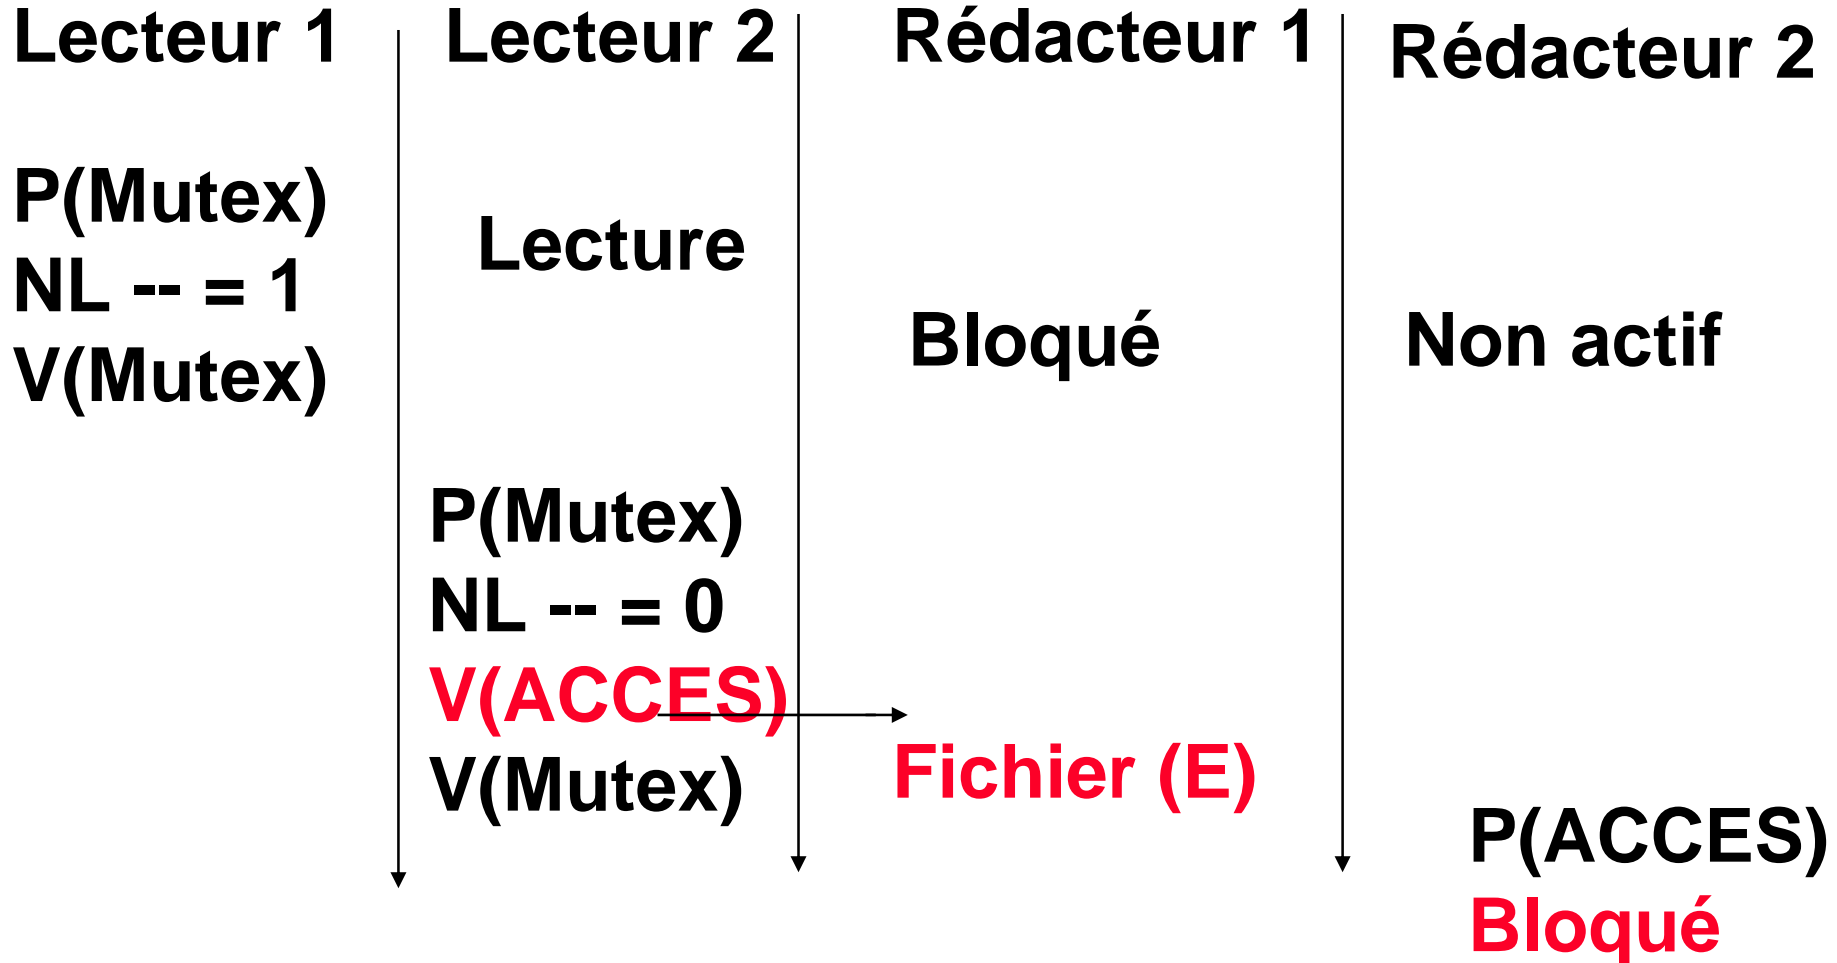 Lecteur 1
Lecteur 2
Rédacteur 1
Rédacteur 2
P(Mutex)
NL -- = 1
V(Mutex)
Lecture
Bloqué
Non actif
P(Mutex)
NL -- = 0
V(ACCES)
V(Mutex)
Fichier (E)
P(ACCES)
Bloqué